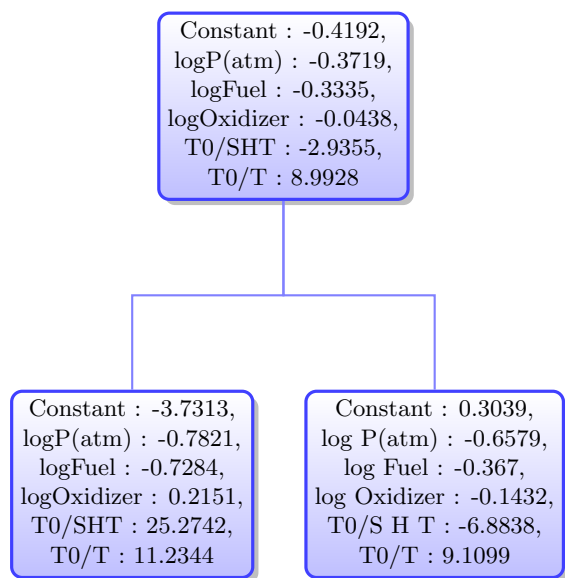 Constant : -0.4192,
logP(atm) : -0.3719,
logFuel : -0.3335,
logOxidizer : -0.0438,
T0/SHT : -2.9355,
T0/T : 8.9928
Constant : -3.7313,
logP(atm) : -0.7821,
logFuel : -0.7284,
logOxidizer : 0.2151,
T0/SHT : 25.2742,
T0/T : 11.2344
Constant : 0.3039,
log P(atm) : -0.6579,
log Fuel : -0.367,
log Oxidizer : -0.1432,
T0/S H T : -6.8838,
T0/T : 9.1099